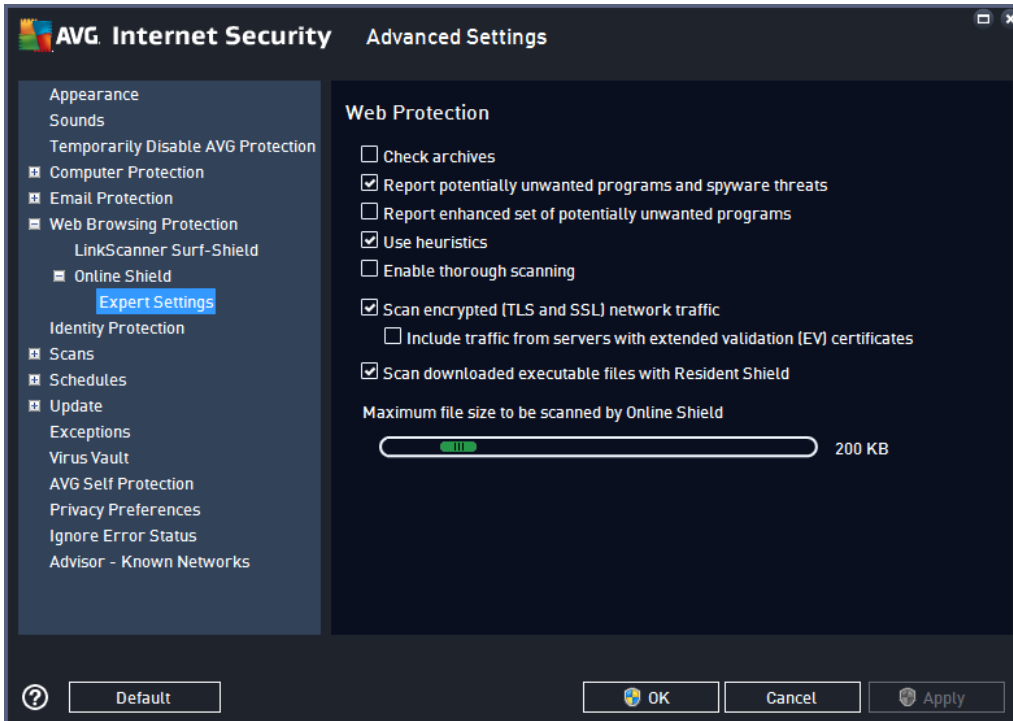 AVG. Internet Security Advanced Settings
Appearance
Sounds
Temporarily Disable AVG Protection
Computer Protection
Email Protection
Web Browsing Protection
LinkScanner Surf-Shield
Online Shield
Expert Settings
Identity Protection
Scans
Schedules
Update
Exceptions
Virus Vault
AVG Self Protection
Privacy Preferences
Ignore Error Status
Advisor - Known Networks
Web Protection
Check archives
Report potentially unwanted programs and spyware threats
Report enhanced set of potentially unwanted programs
Use heuristics
Enable thorough scanning
Scan encrypted (TLS and SSL) network traffic
Include traffic from servers with extended validation (EV) certificates
Scan downloaded executable files with Resident Shield
Maximum file size to be scanned by Online Shield
200 KB
? Default OK Cancel Apply